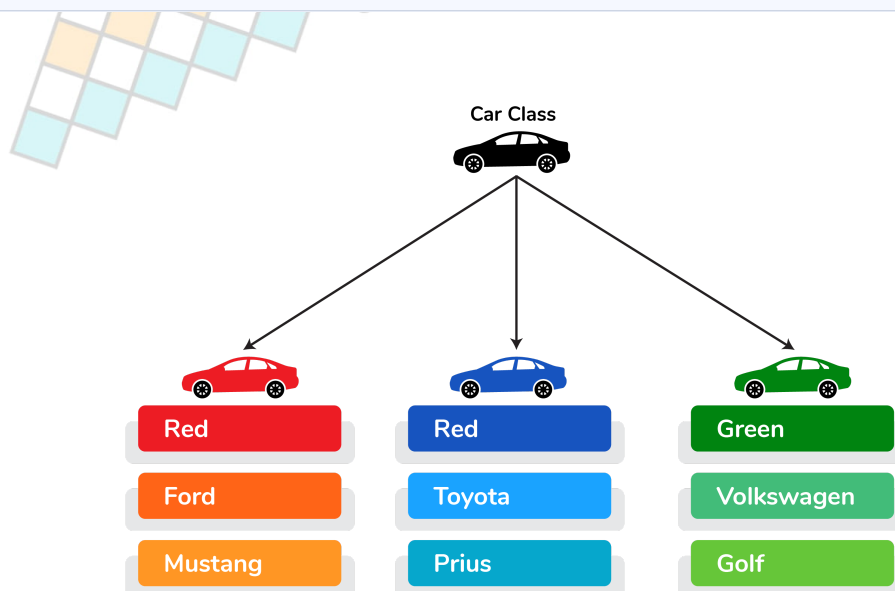 Car Class
Red
Red
Green
Ford
Toyota
Volkswagen
Mustang
Prius
Golf